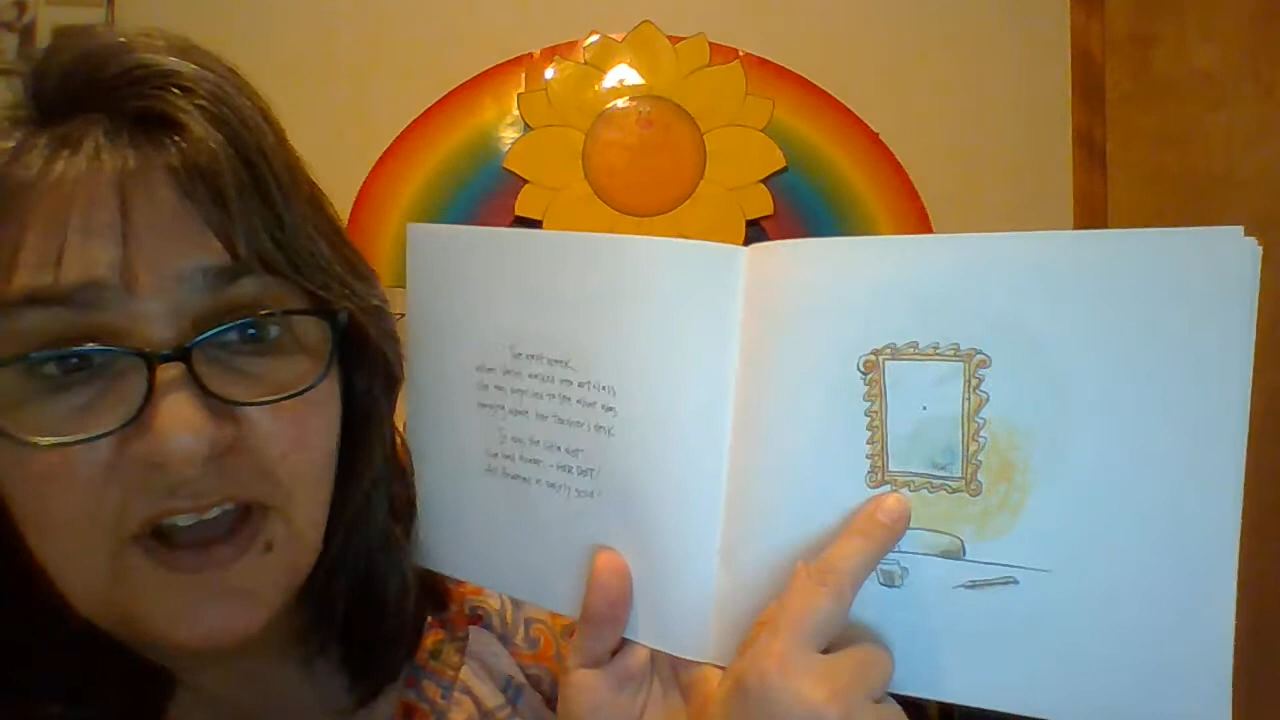 The next week,
when Vashti walked into art class,
she was surprised to see what was
hanging above her teacher's desk.
It was the little dot
she had drawn - HER DOT!
All framed in swirly gold!